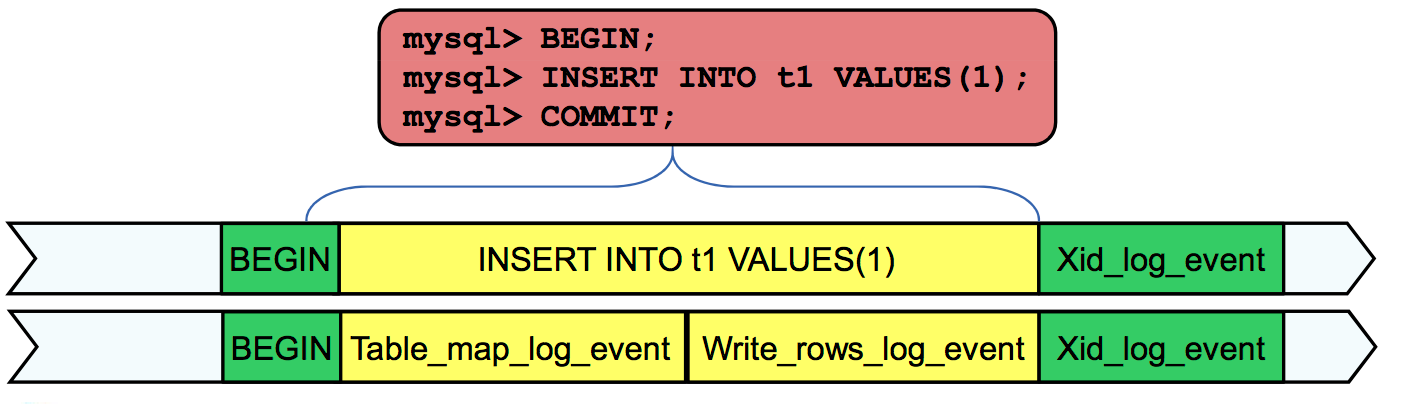 mysql> BEGIN;
mysql> INSERT INTO t1 VALUES(1);
mysql> COMMIT;
BEGIN INSERT INTO t1 VALUES(1) Xid_log_event
BEGIN Table_map_log_event Write_rows_log_event Xid_log_event